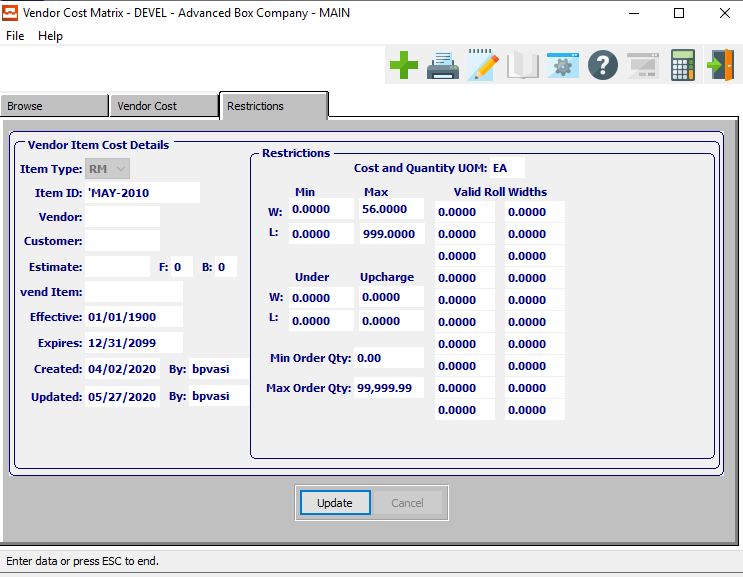 Vendor Cost Matrix - DEVEL - Advanced Box Company - MAIN
File Help
Browse Vendor Cost Restrictions
Vendor Item Cost Details
Item Type: RM
Item ID: 'MAY-2010
Vendor:
Customer:
Estimate: F: 0 B: 0
vend Item:
Effective: 01/01/1900
Expires: 12/31/2099
Created: 04/02/2020 By: bpvasi
Updated: 05/27/2020 By: bpvasi
Restrictions
Cost and Quantity UOM: EA
Min Max
W: 0.0000 56.0000
L: 0.0000 999.0000
Under Upcharge
W: 0.0000 0.0000
L: 0.0000 0.0000
Min Order Qty: 0.00
Max Order Qty: 99,999.99
Valid Roll Widths
0.0000 0.0000
0.0000 0.0000
0.0000 0.0000
0.0000 0.0000
0.0000 0.0000
0.0000 0.0000
0.0000 0.0000
0.0000 0.0000
0.0000 0.0000
0.0000 0.0000
Update Cancel
Enter data or press ESC to end.